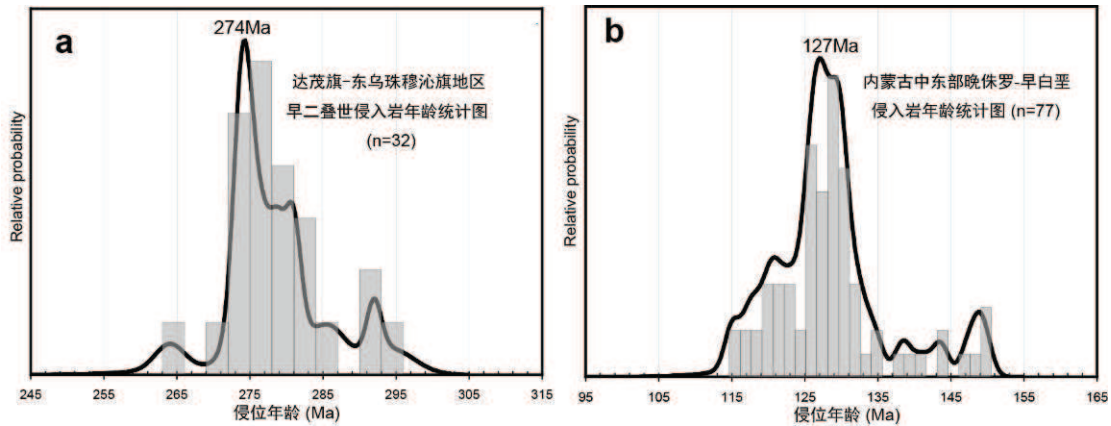 a
274Ma
达茂旗-东乌珠穆沁旗地区
早二叠世侵入岩年龄统计图
(n=32)
Relative probability
245 255 265 275 285 295 305 315
侵位年龄 (Ma)
b
127Ma
内蒙古中东部晚侏罗-早白垩
侵入岩年龄统计图 (n=77)
Relative probability
95 105 115 125 135 145 155 165
侵位年龄 (Ma)